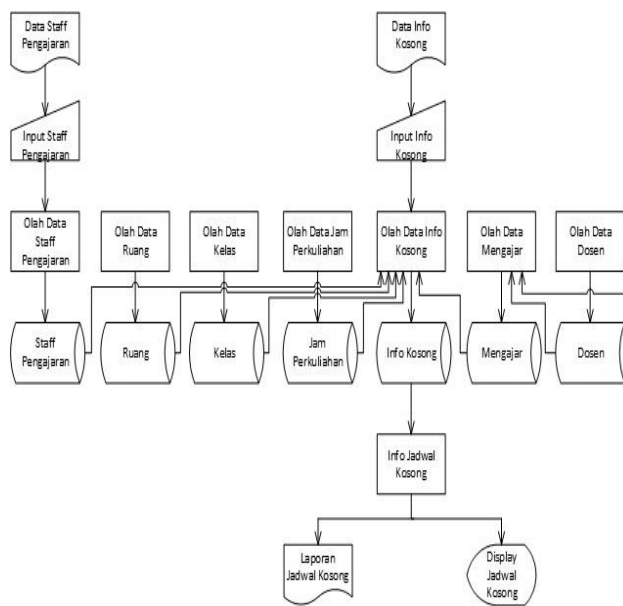 Data Staff
Pengajaran
Data Info
Kosong
Input Staff
Pengajaran
Input Info
Kosong
Olah Data
Staff
Pengajaran
Olah Data
Ruang
Olah Data
Kelas
Olah Data Jam
Perkuliahan
Olah Data Info
Kosong
Olah Data
Mengajar
Olah Data
Dosen
Staff
Pengajaran
Ruang
Kelas
Jam
Perkuliahan
Info Kosong
Mengajar
Dosen
Info Jadwal
Kosong
Laporan
Jadwal Kosong
Display
Jadwal
Kosong